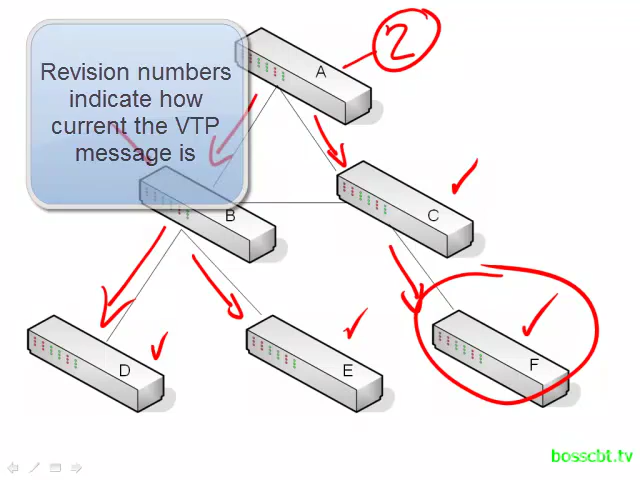 Revision numbers
indicate how
current the VTP
message is
A
2
B
C
D
E
F
bosscbt.tv